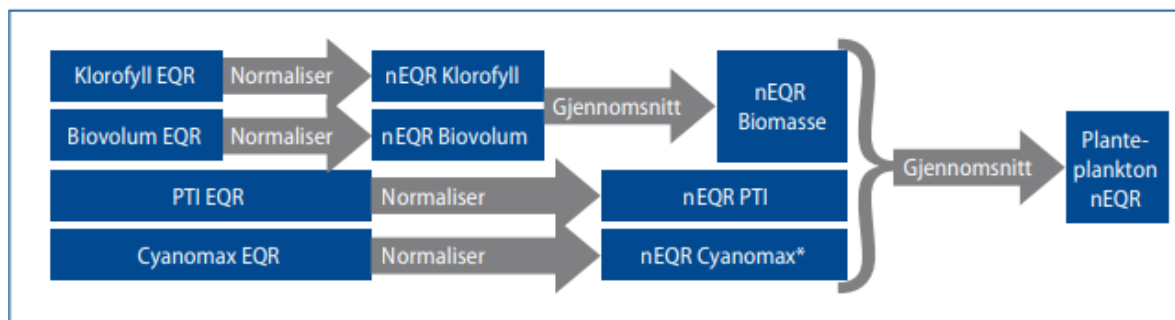 Klorofyll EQR
Normaliser
nEQR Klorofyll
Biovolum EQR
Normaliser
nEQR Biovolum
Gjennomsnitt
nEQR
Biomasse
PTI EQR
Normaliser
nEQR PTI
Cyanomax EQR
Normaliser
nEQR Cyanomax*
Gjennomsnitt
Plante-
plankton
nEQR